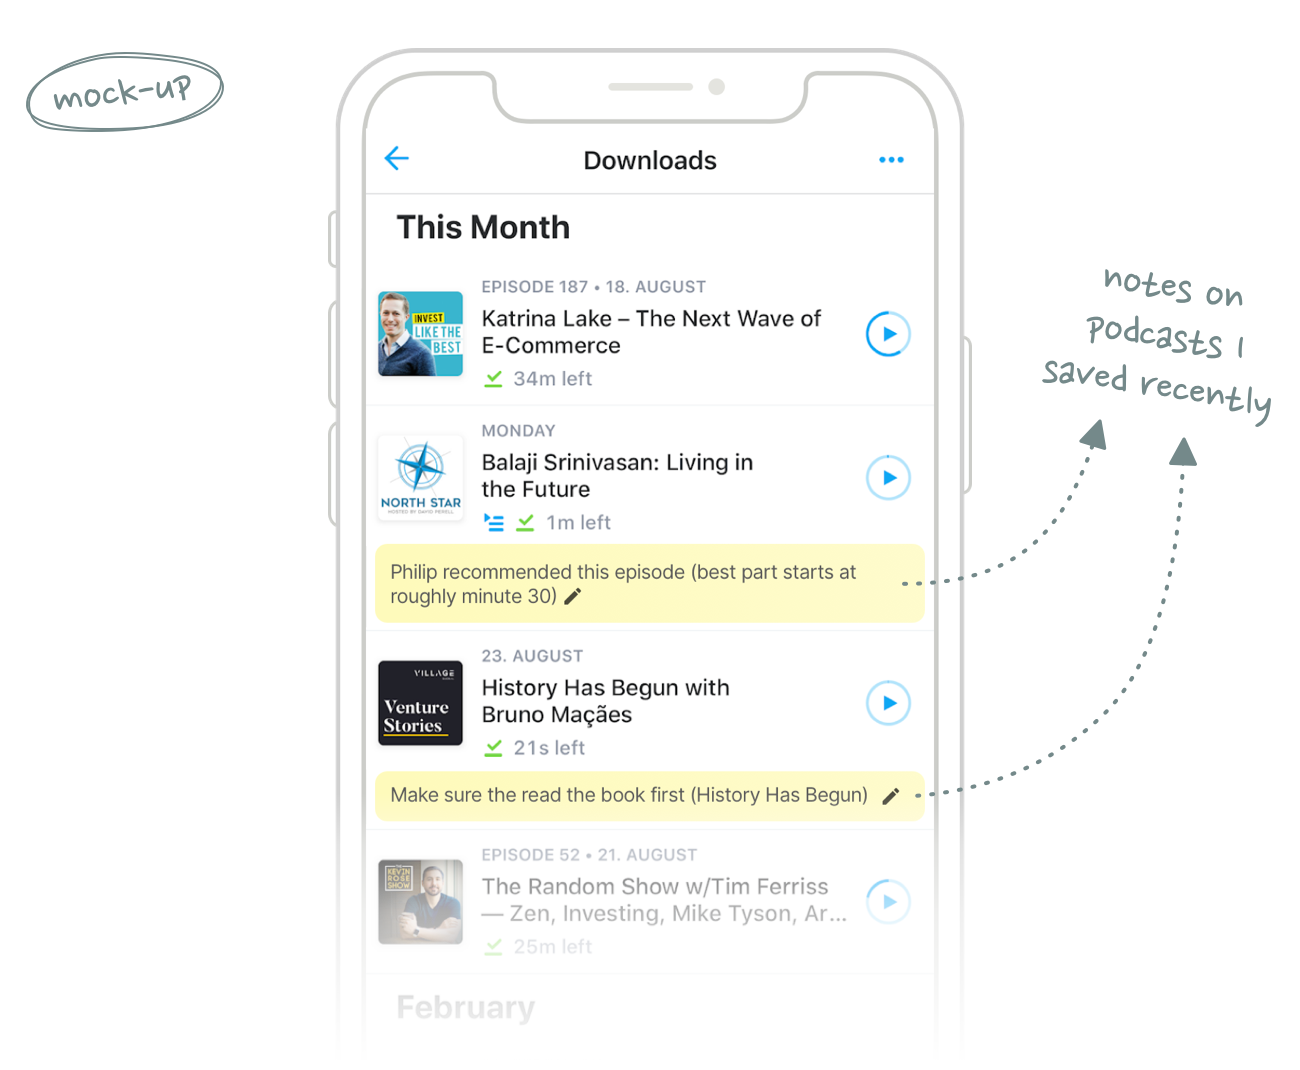 mock-up
Downloads
This Month
EPISODE 187 • 18. AUGUST
INVEST
LIKE THE
BEST
Katrina Lake – The Next Wave of
E-Commerce
34m left
notes on
podcasts I
saved recently
MONDAY
NORTH STAR
HOSTED BY DAVID PERELL
Balaji Srinivasan: Living in
the Future
1m left
Philip recommended this episode (best part starts at
roughly minute 30)
23. AUGUST
VILLAGE
Venture
Stories
History Has Begun with
Bruno Maçães
21s left
Make sure the read the book first (History Has Begun)
EPISODE 52 • 21. AUGUST
THE
KEVIN
ROSE
SHOW
The Random Show w/Tim Ferriss
— Zen, Investing, Mike Tyson, Ar...
25m left
February